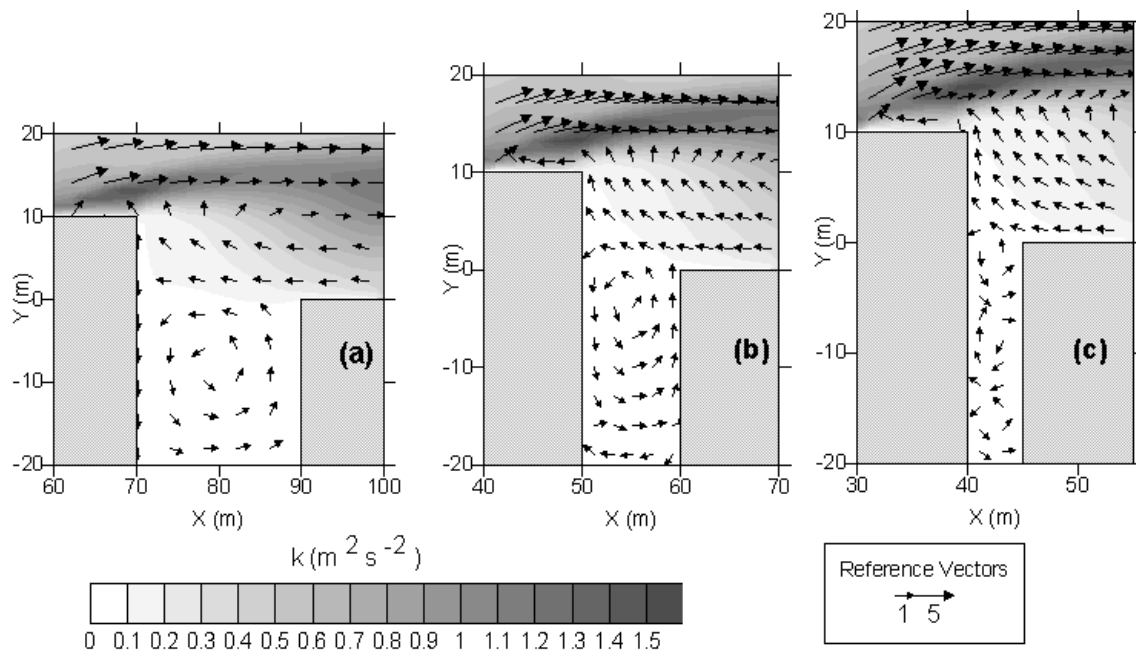 20
10
0
-10
-20
Y (m)
60 70 80 90 100
X (m)
(a)
20
10
0
-10
-20
Y (m)
40 50 60 70
X (m)
(b)
20
10
0
-10
-20
Y (m)
30 40 50
X (m)
(c)
k (m 2 s -2)
0 0.1 0.2 0.3 0.4 0.5 0.6 0.7 0.8 0.9 1 1.1 1.2 1.3 1.4 1.5
Reference Vectors
1 5